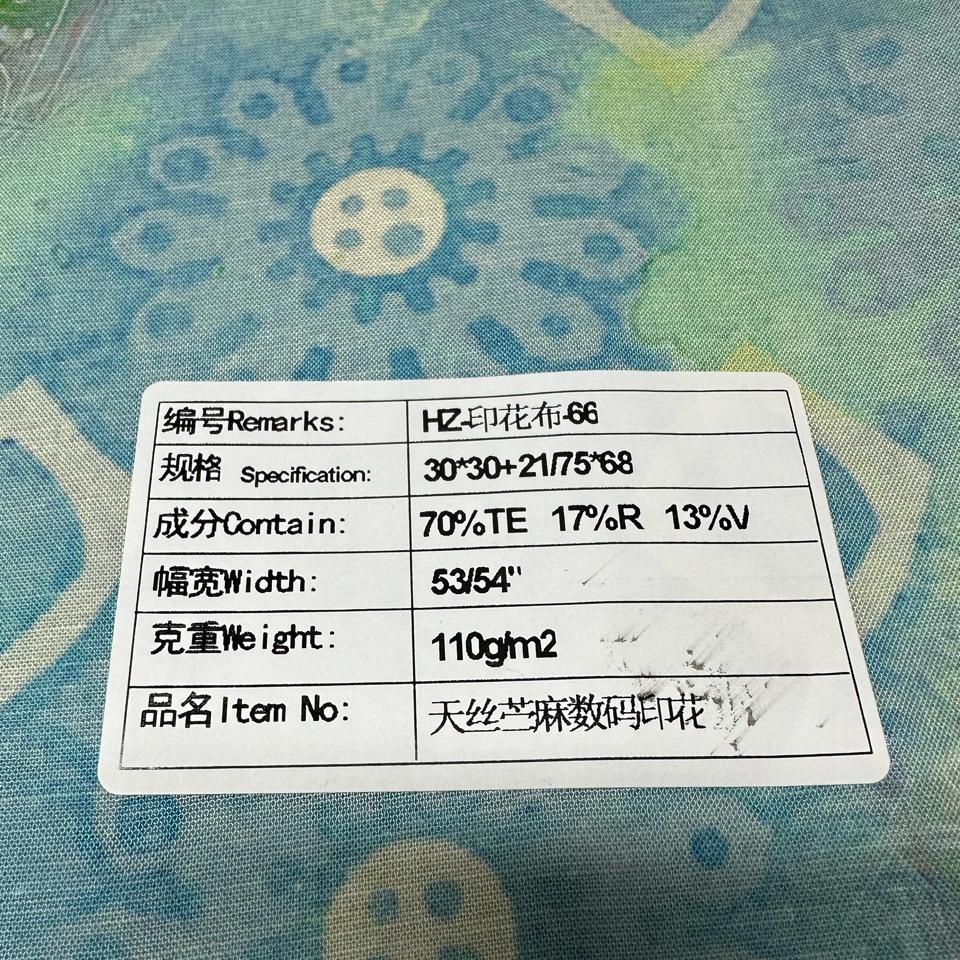 编号Remarks: HZ-印花布-66
规格 Specification: 30*30+21/75*68
成分Contain: 70%TE 17%R 13%V
幅宽Width: 53/54"
克重Weight: 110g/m2
品名Item No: 天丝苎麻数码印花